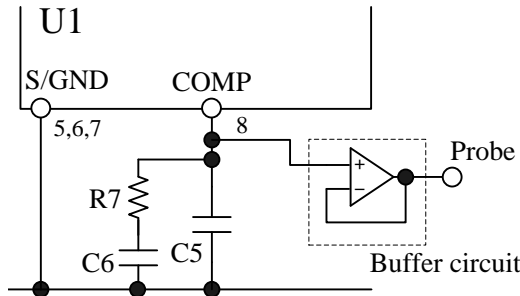 U1
S/GND
COMP
5,6,7
8
Probe
+
−
R7
C6
C5
Buffer circuit